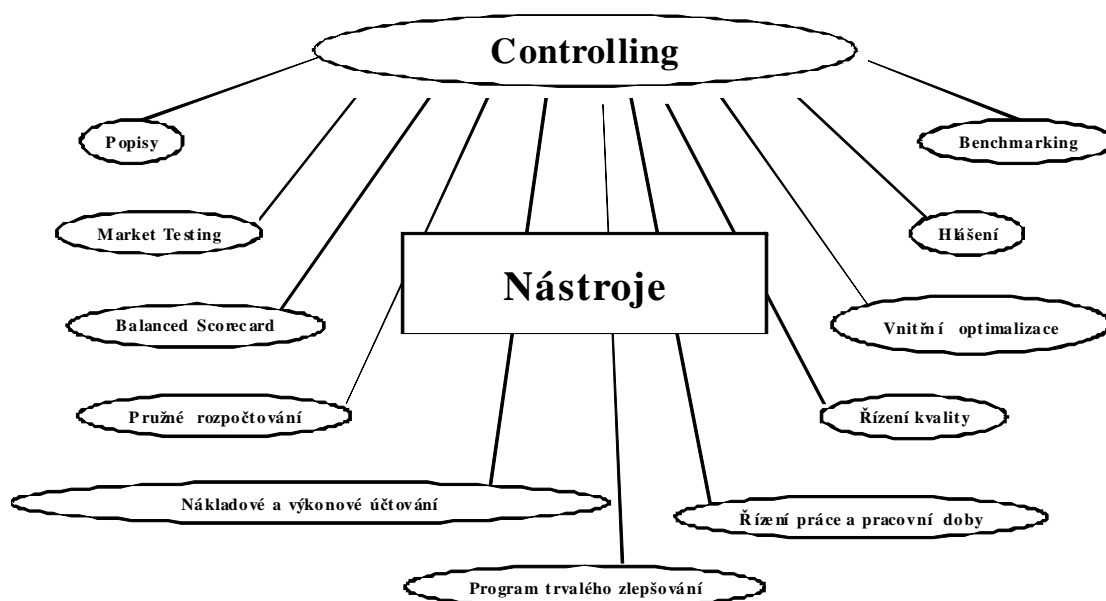 Controlling
Popisy
Benchmarking
Market Testing
Hlášení
Nástroje
Balanced Scorecard
Vnitřní optimalizace
Pružné rozpočtování
Řízení kvality
Nákladové a výkonové účtování
Řízení práce a pracovní doby
Program trvalého zlepšování